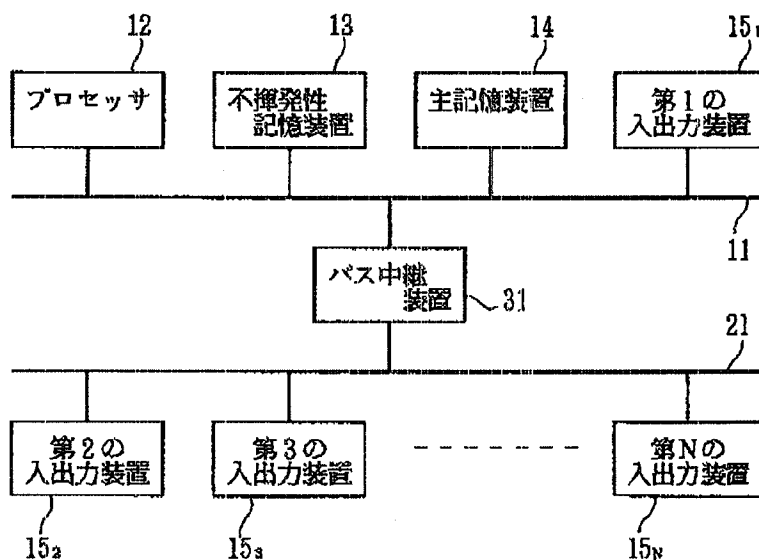 12
13
14
15₁
プロセッサ
不揮発性
記憶装置
主記憶装置
第1の
入出力装置
11
バス中継
装置
31
21
第2の
入出力装置
第3の
入出力装置
第Nの
入出力装置
15₂
15₃
15N